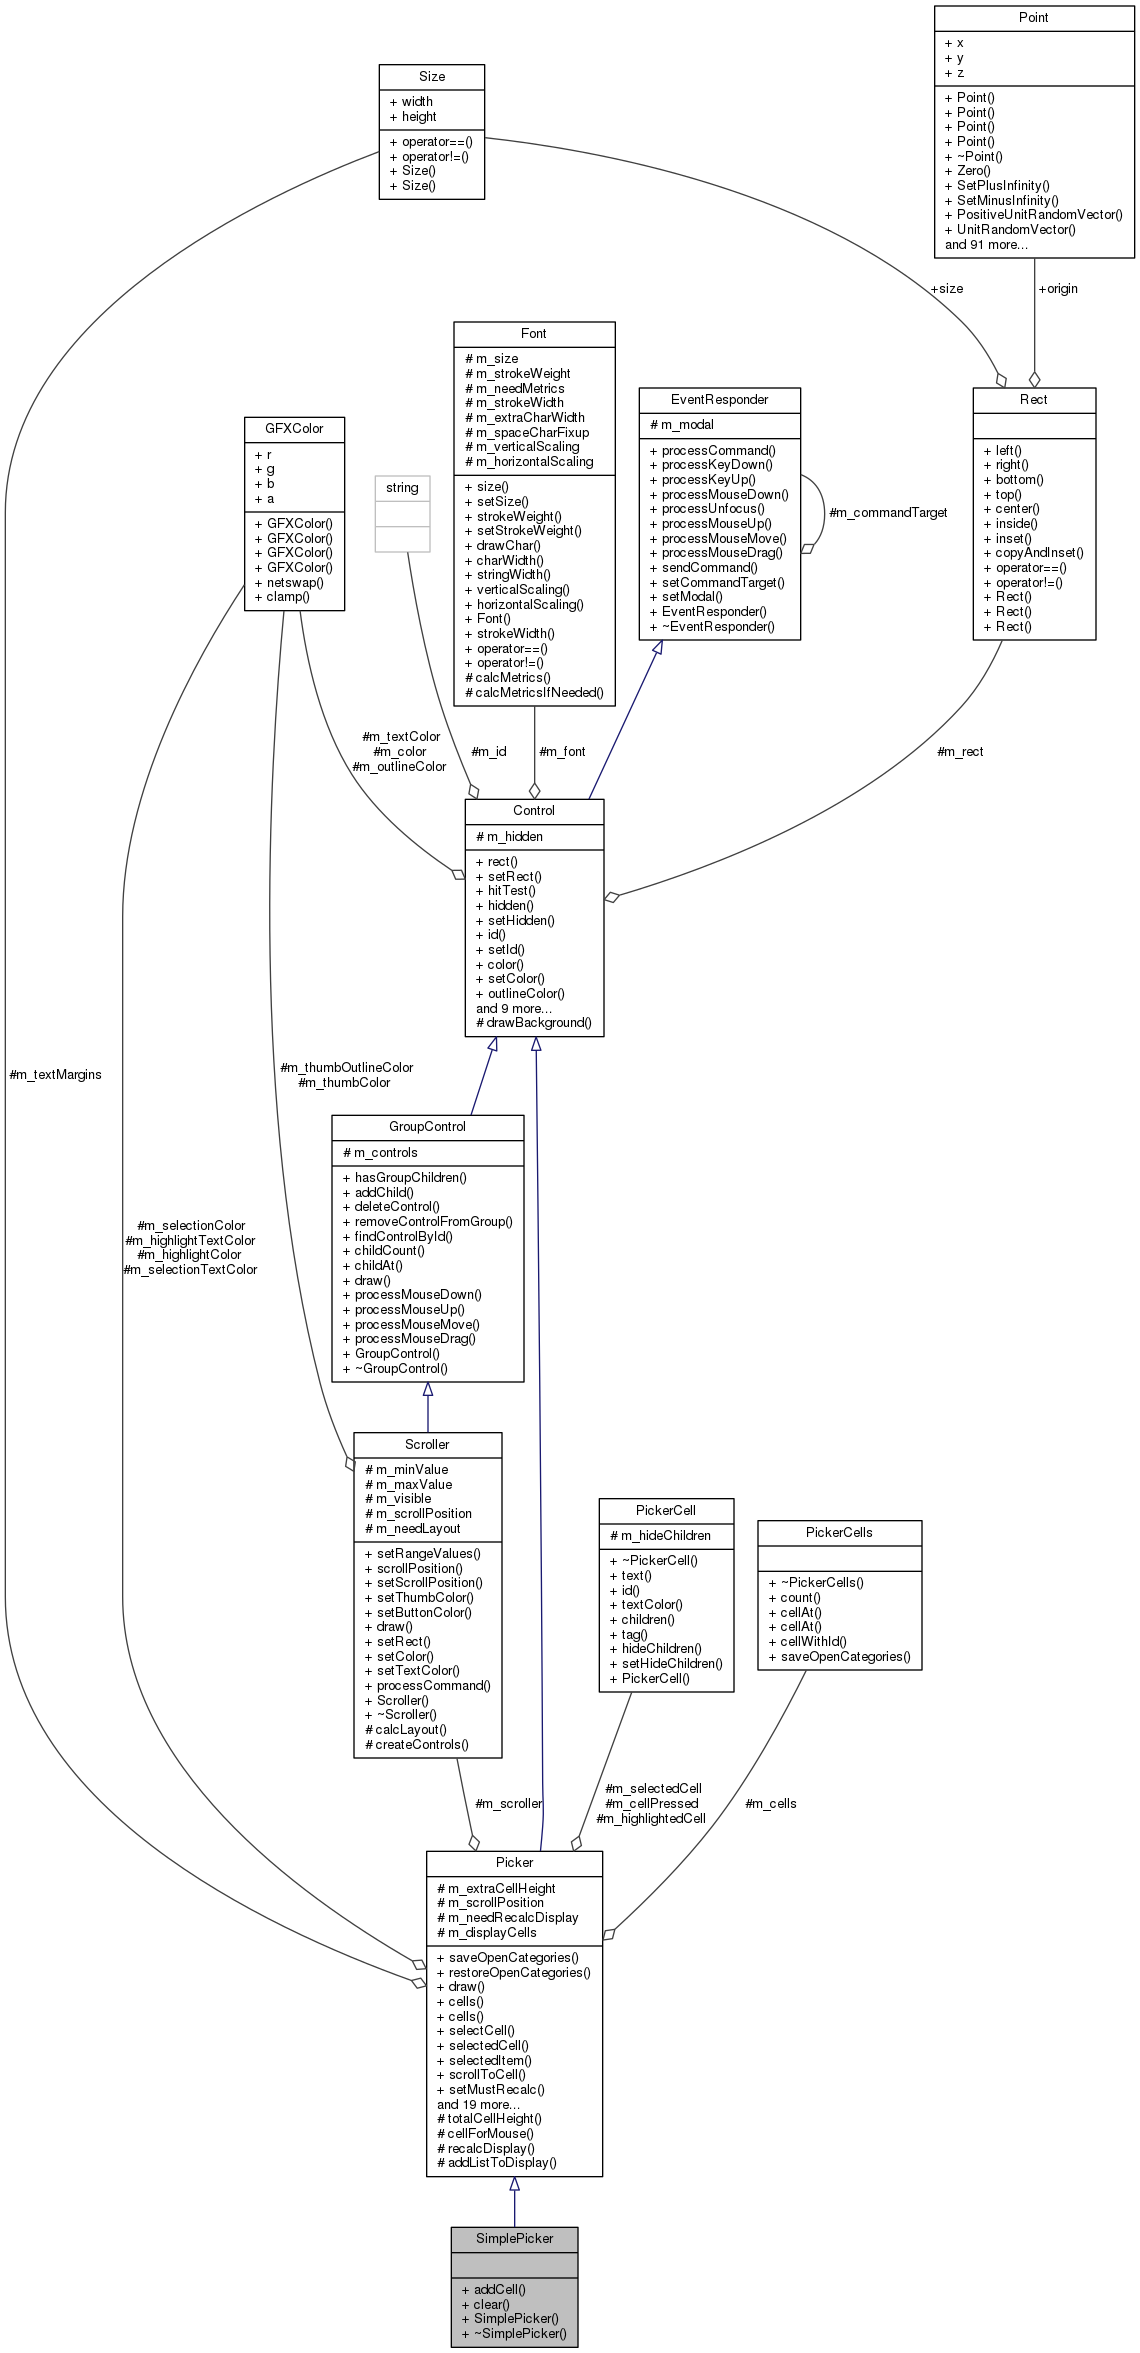 Point
+ x
+ y
+ z
+ Point()
+ Point()
+ Point()
+ Point()
+ ~Point()
+ Zero()
+ SetPlusInfinity()
+ SetMinusInfinity()
+ PositiveUnitRandomVector()
+ UnitRandomVector()
and 91 more...
Size
+ width
+ height
+ operator==()
+ operator!=()
+ Size()
+ Size()
+size
+origin
Font
# m_size
# m_strokeWeight
# m_needMetrics
# m_strokeWidth
# m_extraCharWidth
# m_spaceCharFixup
# m_verticalScaling
# m_horizontalScaling
+ size()
+ setSize()
+ strokeWeight()
+ setStrokeWeight()
+ drawChar()
+ charWidth()
+ stringWidth()
+ verticalScaling()
+ horizontalScaling()
+ Font()
+ strokeWidth()
+ operator==()
+ operator!=()
# calcMetrics()
# calcMetricsIfNeeded()
EventResponder
# m_modal
+ processCommand()
+ processKeyDown()
+ processKeyUp()
+ processMouseDown()
+ processUnfocus()
+ processMouseUp()
+ processMouseMove()
+ processMouseDrag()
+ sendCommand()
+ setCommandTarget()
+ setModal()
+ EventResponder()
+ ~EventResponder()
#m_commandTarget
Rect
+ left()
+ right()
+ bottom()
+ top()
+ center()
+ inside()
+ inset()
+ copyAndInset()
+ operator==()
+ operator!=()
+ Rect()
+ Rect()
+ Rect()
GFXColor
+ r
+ g
+ b
+ a
+ GFXColor()
+ GFXColor()
+ GFXColor()
+ GFXColor()
+ netswap()
+ clamp()
string
#m_textColor
#m_color
#m_outlineColor
#m_id
#m_font
#m_rect
Control
# m_hidden
+ rect()
+ setRect()
+ hitTest()
+ hidden()
+ setHidden()
+ id()
+ setId()
+ color()
+ setColor()
+ outlineColor()
and 9 more...
# drawBackground()
#m_textMargins
#m_thumbOutlineColor
#m_thumbColor
GroupControl
# m_controls
+ hasGroupChildren()
+ addChild()
+ deleteControl()
+ removeControlFromGroup()
+ findControlById()
+ childCount()
+ childAt()
+ draw()
+ processMouseDown()
+ processMouseUp()
+ processMouseMove()
+ processMouseDrag()
+ GroupControl()
+ ~GroupControl()
#m_selectionColor
#m_highlightTextColor
#m_highlightColor
#m_selectionTextColor
Scroller
# m_minValue
# m_maxValue
# m_visible
# m_scrollPosition
# m_needLayout
+ setRangeValues()
+ scrollPosition()
+ setScrollPosition()
+ setThumbColor()
+ setButtonColor()
+ draw()
+ setRect()
+ setColor()
+ setTextColor()
+ processCommand()
+ Scroller()
+ ~Scroller()
# calcLayout()
# createControls()
PickerCell
# m_hideChildren
+ ~PickerCell()
+ text()
+ id()
+ textColor()
+ children()
+ tag()
+ hideChildren()
+ setHideChildren()
+ PickerCell()
PickerCells
+ ~PickerCells()
+ count()
+ cellAt()
+ cellAt()
+ cellWithId()
+ saveOpenCategories()
#m_scroller
#m_selectedCell
#m_cellPressed
#m_highlightedCell
#m_cells
Picker
# m_extraCellHeight
# m_scrollPosition
# m_needRecalcDisplay
# m_displayCells
+ saveOpenCategories()
+ restoreOpenCategories()
+ draw()
+ cells()
+ cells()
+ selectCell()
+ selectedCell()
+ selectedItem()
+ scrollToCell()
+ setMustRecalc()
and 19 more...
# totalCellHeight()
# cellForMouse()
# recalcDisplay()
# addListToDisplay()
SimplePicker
+ addCell()
+ clear()
+ SimplePicker()
+ ~SimplePicker()